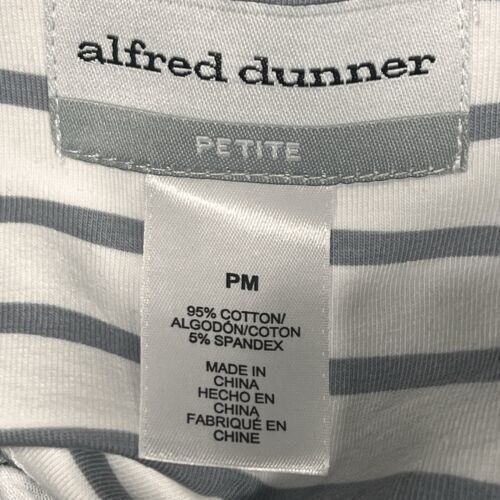 alfred dunner
PETITE
PM
95% COTTON/
ALGODÓN/COTON
5% SPANDEX
MADE IN
CHINA
HECHO EN
CHINA
FABRIQUÉ EN
CHINE